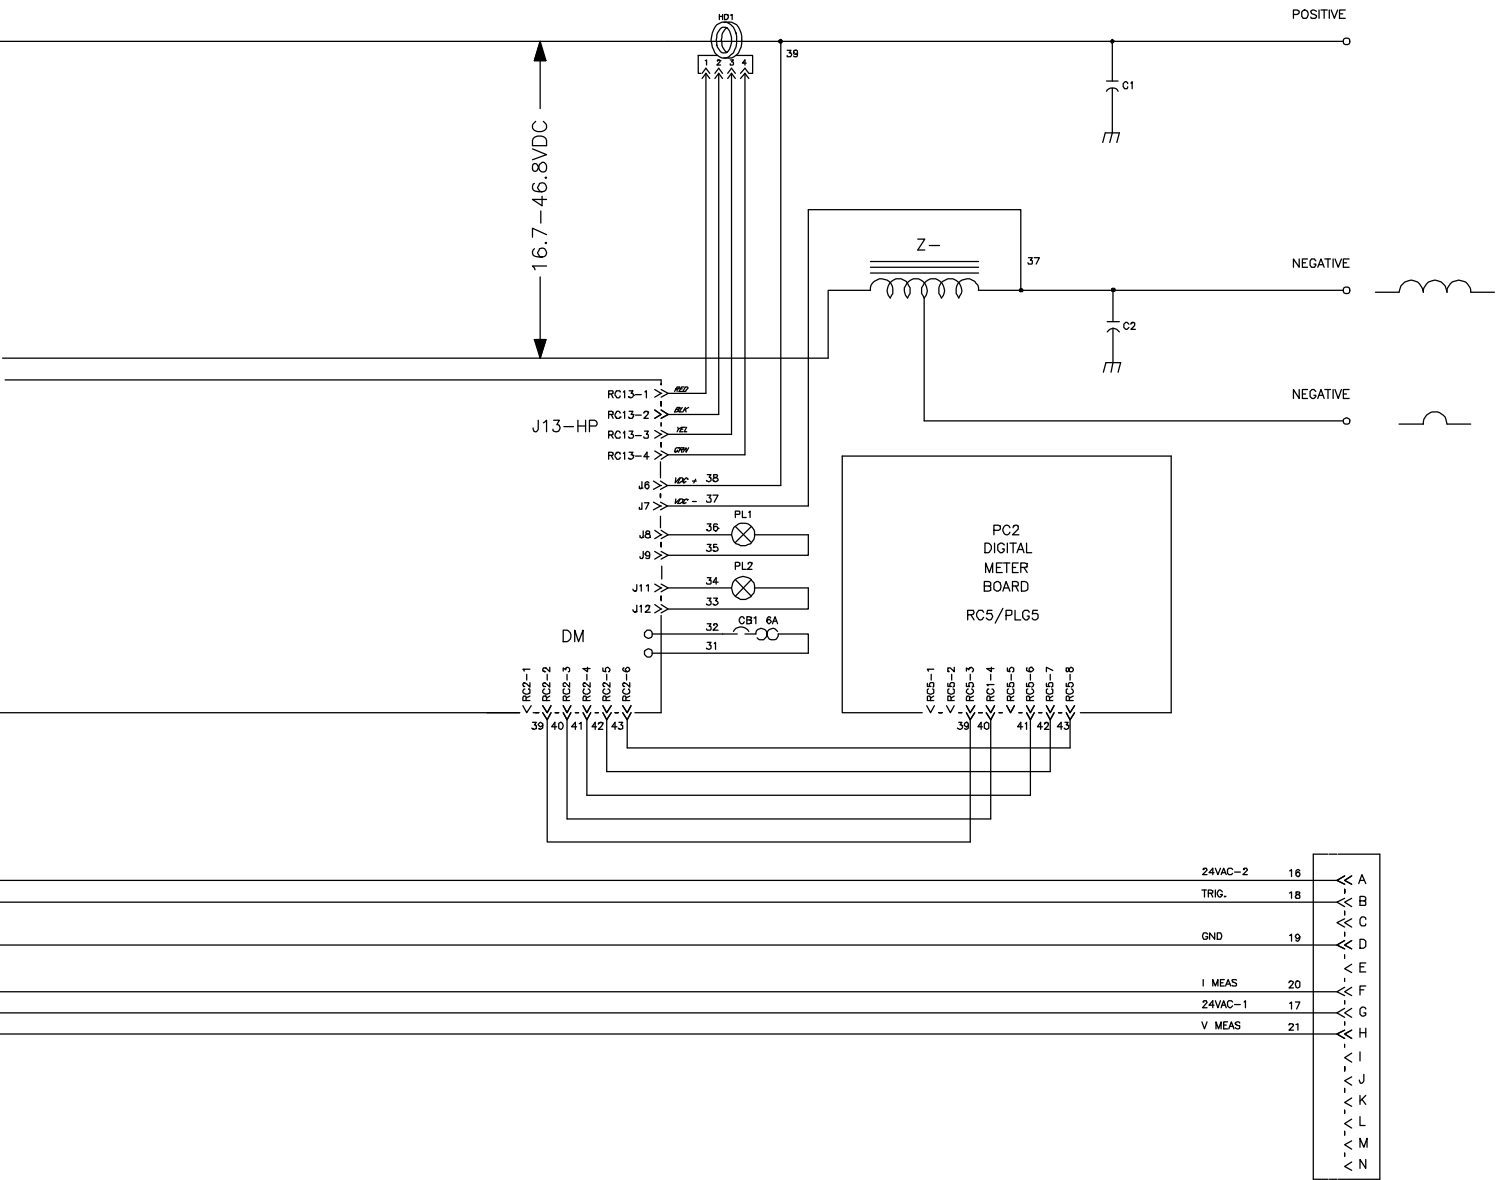 HD1
POSITIVE
1 2 3 4
39
C1
16.7-46.8VDC
Z-
37
NEGATIVE
C2
NEGATIVE
RC13-1 RED
J13-HP
RC13-2 BLK
RC13-3 YEL
RC13-4 GRN
J6 VDC + 38
J7 VDC - 37
PL1
J8 36
J9 35
PL2
J11 34
J12 33
CB1 6A
DM
32
31
PC2
DIGITAL
METER
BOARD
RC5/PLG5
RC2-1
RC2-2
RC2-3
RC2-4
RC2-5
RC2-6
39 40 41 42 43
RC5-1
RC5-2
RC5-3
RC1-4
RC5-5
RC5-6
RC5-7
RC5-8
39 40 41 42 43
24VAC-2 16 A
TRIG. 18 B
C
GND 19 D
E
I MEAS 20 F
24VAC-1 17 G
V MEAS 21 H
I
J
K
L
M
N